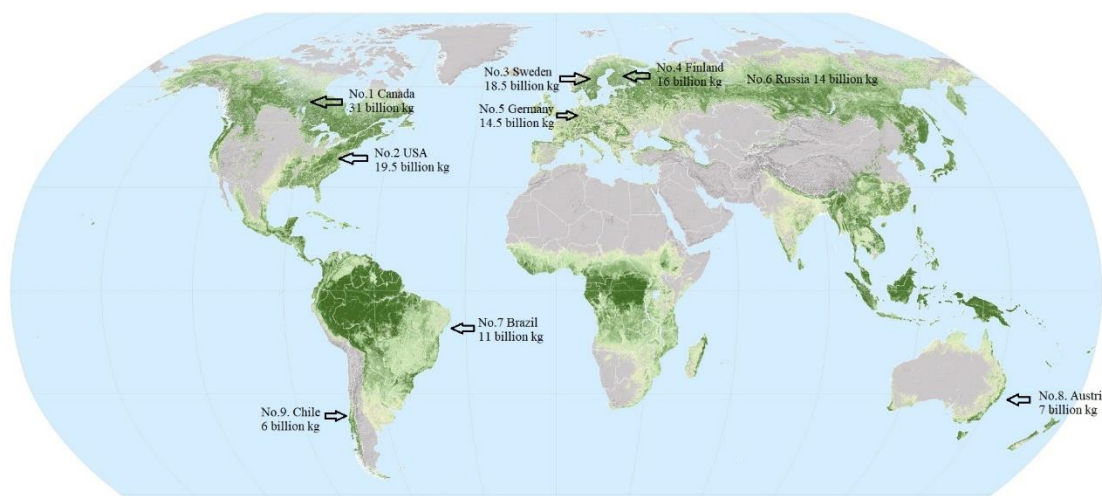 No.1 Canada
31 billion kg
No.2 USA
19.5 billion kg
No.3 Sweden
18.5 billion kg
No.4 Finland
16 billion kg
No.5 Germany
14.5 billion kg
No.6 Russia 14 billion kg
No.7 Brazil
11 billion kg
No.8. Austri
7 billion kg
No.9. Chile
6 billion kg